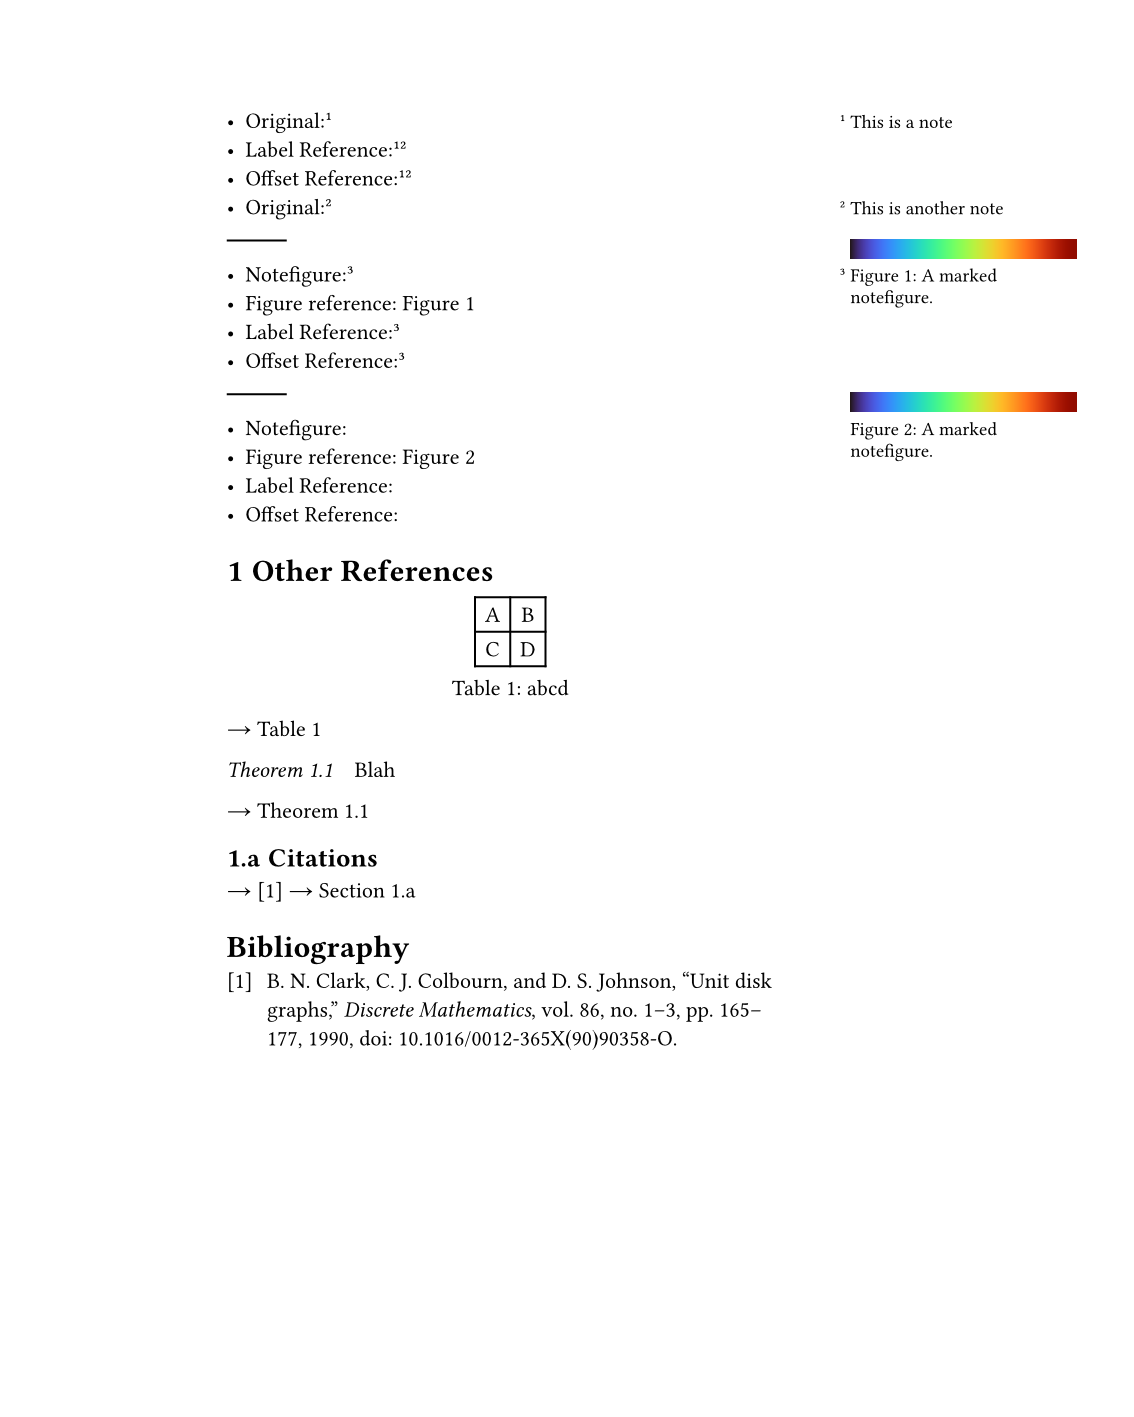 • Original:¹
• Label Reference:¹²
• Offset Reference:¹²
• Original:²
¹ This is a note
² This is another note
• Notefigure:³
• Figure reference: Figure 1
• Label Reference:³
• Offset Reference:³
³ Figure 1: A marked
notefigure.
• Notefigure:
• Figure reference: Figure 2
• Label Reference:
• Offset Reference:
Figure 2: A marked
notefigure.
1 Other References
A B
C D
Table 1: abcd
→ Table 1
Theorem 1.1 Blah
→ Theorem 1.1
1.a Citations
→ [1] → Section 1.a
Bibliography
[1] B. N. Clark, C. J. Colbourn, and D. S. Johnson, “Unit disk
graphs,” Discrete Mathematics, vol. 86, no. 1–3, pp. 165–
177, 1990, doi: 10.1016/0012-365X(90)90358-O.